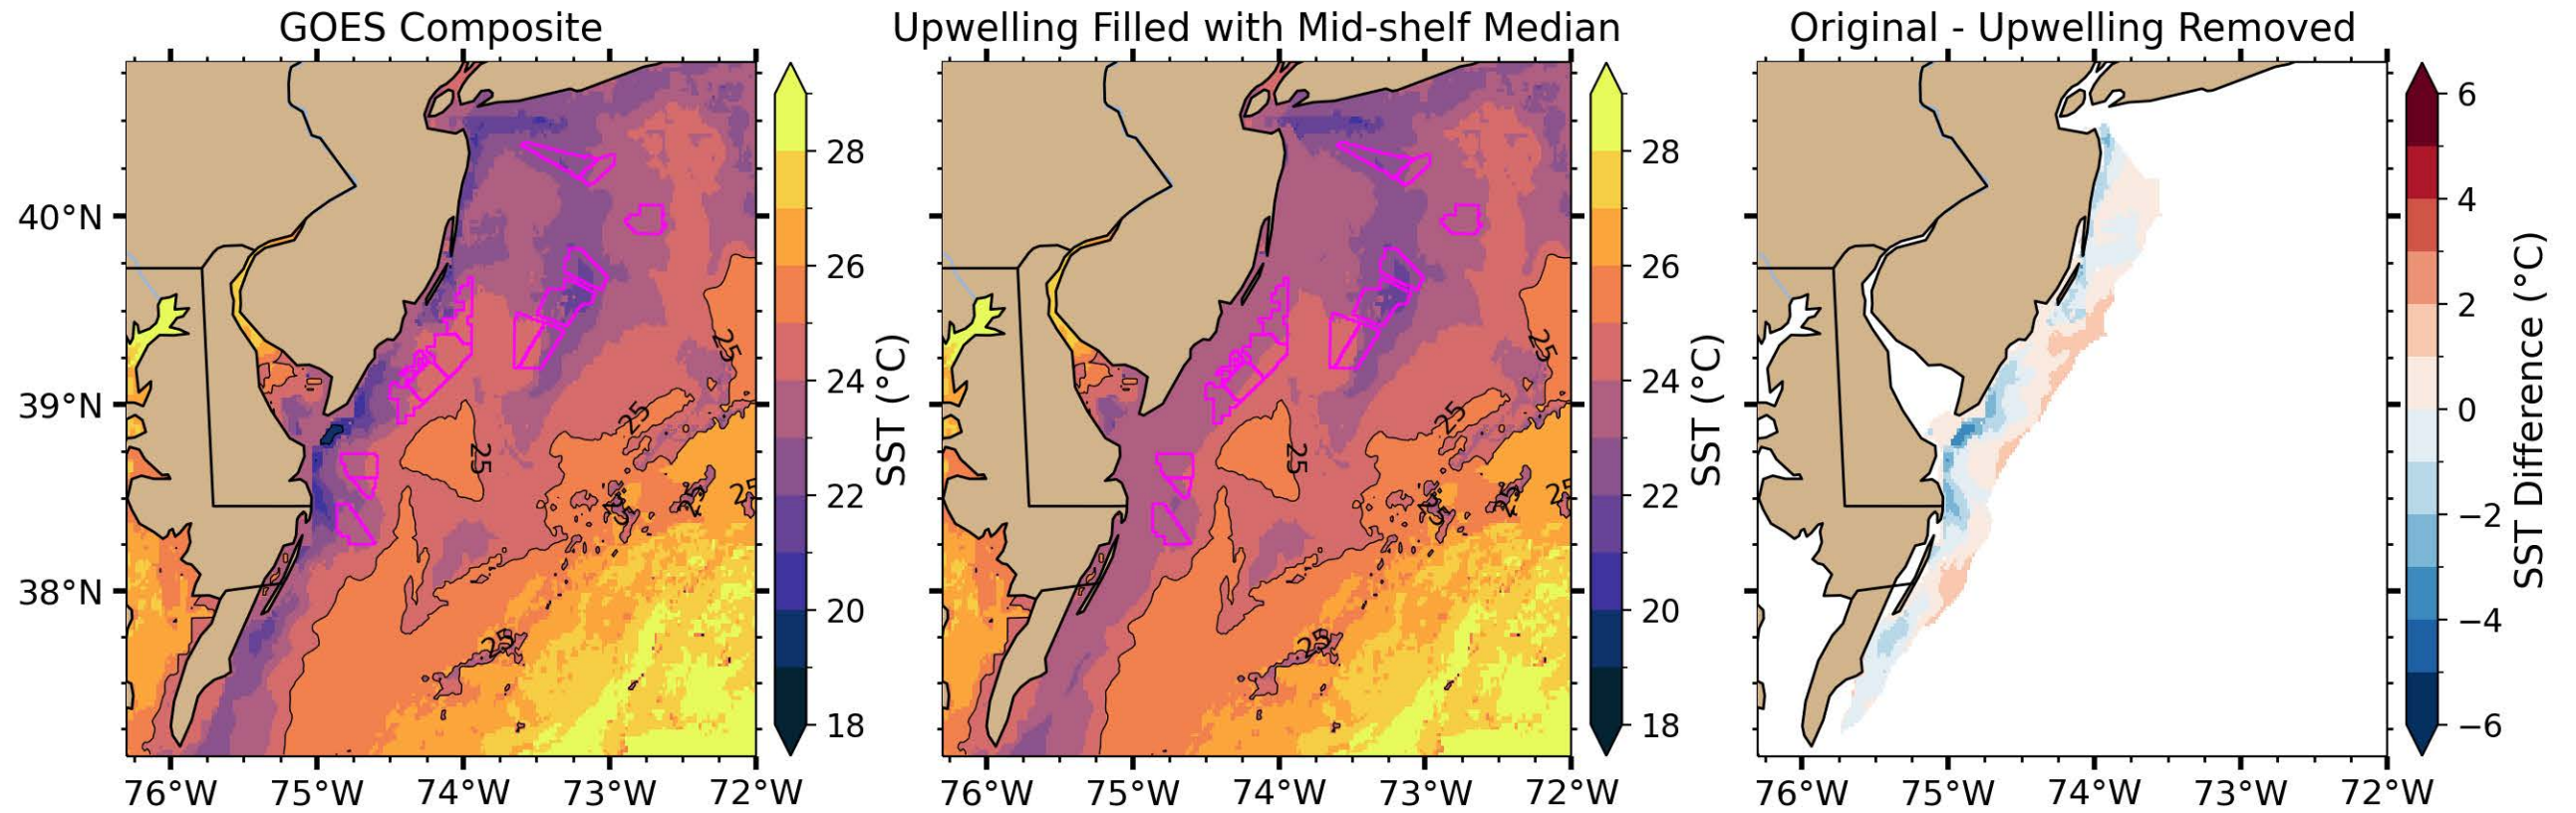 GOES Composite
Upwelling Filled with Mid-shelf Median
Original - Upwelling Removed
40°N
39°N
38°N
76°W 75°W 74°W 73°W 72°W
25
25
25
25
25
28
26
24
22
20
18
SST (°C)
76°W 75°W 74°W 73°W 72°W
25
25
25
25
25
28
26
24
22
20
18
SST (°C)
76°W 75°W 74°W 73°W 72°W
6
4
2
0
−2
−4
−6
SST Difference (°C)